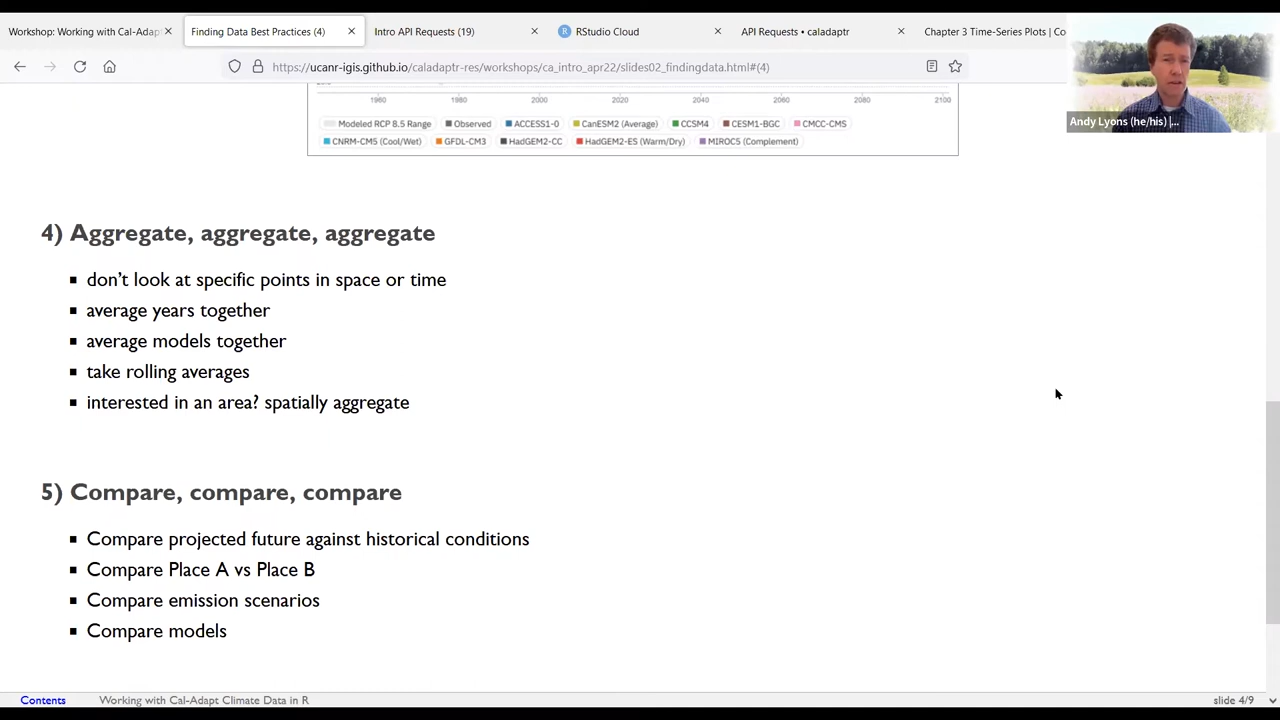 Workshop: Working with Cal-Adap
Finding Data Best Practices (4)
Intro API Requests (19)
RStudio Cloud
API Requests • caladaptr
Chapter 3 Time-Series Plots | Co
https://ucanr-igis.github.io/caladaptr-res/workshops/ca_intro_apr22/slides02_findingdata.html#(4)
Andy Lyons (he/his) |...
1960 1980 2000 2020 2040 2060 2080 2100
Modeled RCP 8.5 Range Observed ACCESS1-0 CanESM2 (Average) CCSM4 CESM1-BGC CMCC-CMS
CNRM-CM5 (Cool/Wet) GFDL-CM3 HadGEM2-CC HadGEM2-ES (Warm/Dry) MIROC5 (Complement)
4) Aggregate, aggregate, aggregate
don't look at specific points in space or time
average years together
average models together
take rolling averages
interested in an area? spatially aggregate
5) Compare, compare, compare
Compare projected future against historical conditions
Compare Place A vs Place B
Compare emission scenarios
Compare models
Contents
Working with Cal-Adapt Climate Data in R
slide 4/9